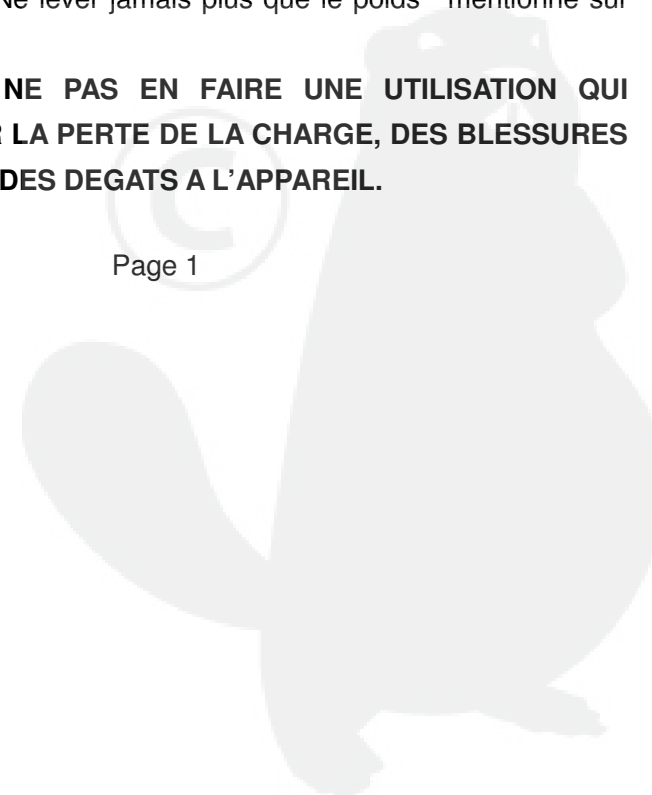 Ne lever jamais plus que le poids mentionné sur
NE PAS EN FAIRE UNE UTILISATION QUI
R LA PERTE DE LA CHARGE, DES BLESSURES
DES DEGATS A L'APPAREIL.
©
Page 1